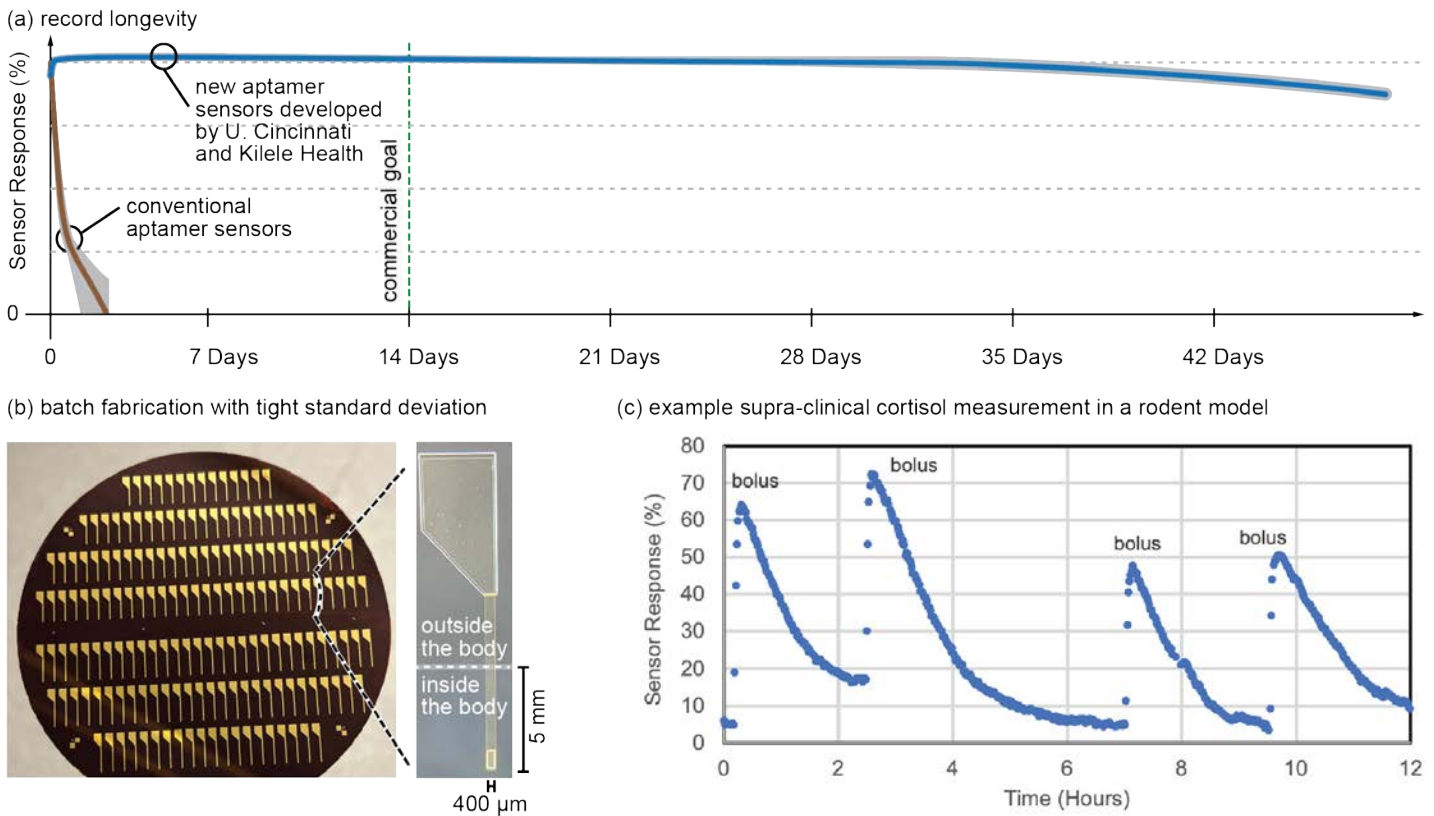 (a) record longevity
Sensor Response (%)
new aptamer
sensors developed
by U. Cincinnati
and Kilele Health
conventional
aptamer sensors
commercial goal
0
0
7 Days
14 Days
21 Days
28 Days
35 Days
42 Days
(b) batch fabrication with tight standard deviation
outside
the body
inside
the body
5 mm
400 µm
(c) example supra-clinical cortisol measurement in a rodent model
Sensor Response (%)
80
70
60
50
40
30
20
10
0
bolus
bolus
bolus
bolus
0
2
4
6
8
10
12
Time (Hours)